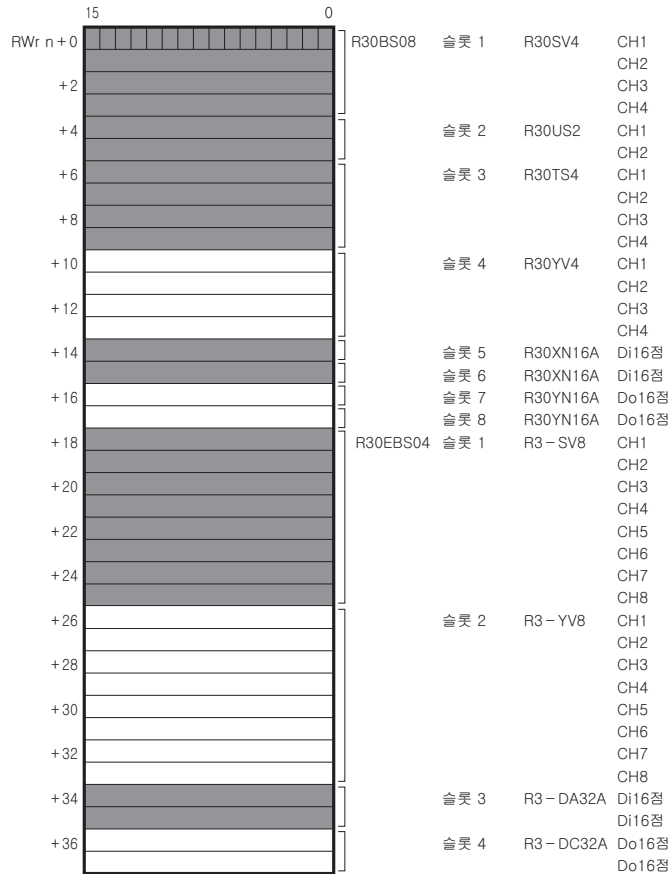 15 0
RWr n+0 R30BS08 슬롯 1 R30SV4 CH1
CH2
+2 CH3
CH4
+4 슬롯 2 R30US2 CH1
CH2
+6 슬롯 3 R30TS4 CH1
CH2
+8 CH3
CH4
+10 슬롯 4 R30YV4 CH1
CH2
+12 CH3
CH4
+14 슬롯 5 R30XN16A Di16점
슬롯 6 R30XN16A Di16점
+16 슬롯 7 R30YN16A Do16점
슬롯 8 R30YN16A Do16점
+18 R30EBS04 슬롯 1 R3-SV8 CH1
CH2
+20 CH3
CH4
+22 CH5
CH6
+24 CH7
CH8
+26 슬롯 2 R3-YV8 CH1
CH2
+28 CH3
CH4
+30 CH5
CH6
+32 CH7
CH8
+34 슬롯 3 R3-DA32A Di16점
Di16점
+36 슬롯 4 R3-DC32A Do16점
Do16점